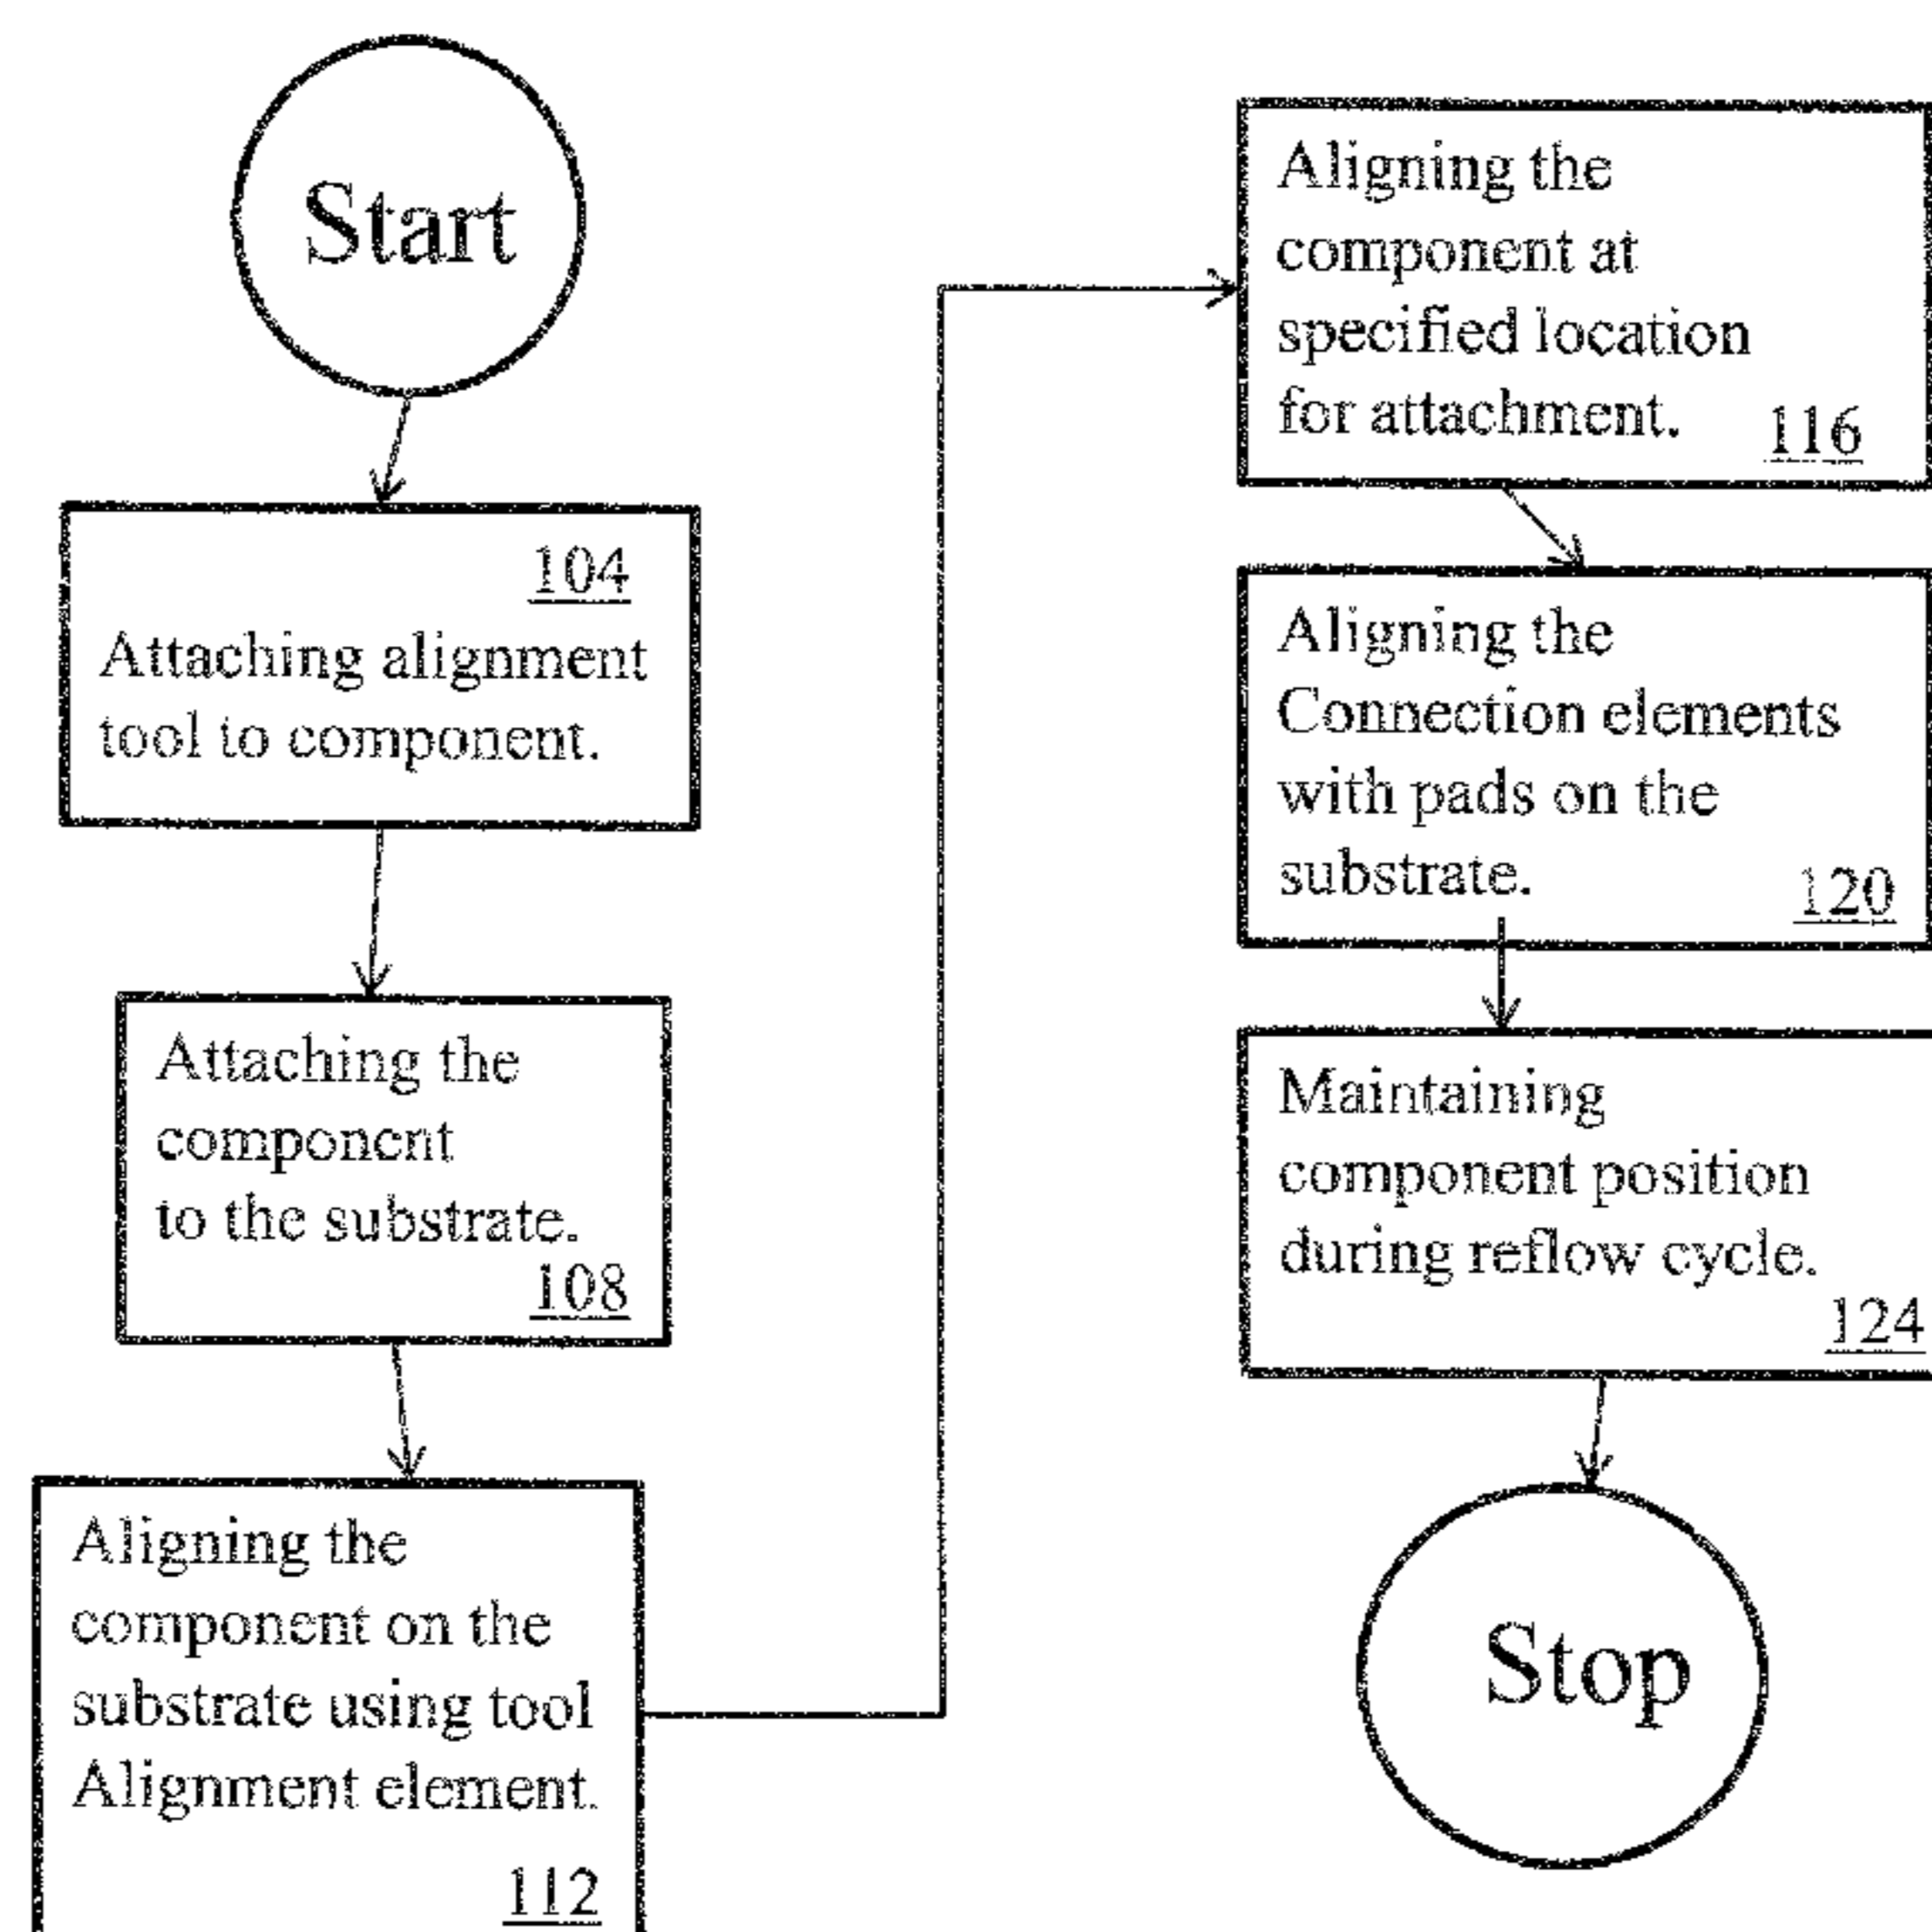 Start
104
Attaching alignment
tool to component.
Attaching the
component
to the substrate.
108
Aligning the
component on the
substrate using tool
Alignment element.
112
Aligning the
component at
specified location
for attachment.
116
Aligning the
Connection elements
with pads on the
substrate.
120
Maintaining
component position
during reflow cycle.
124
Stop